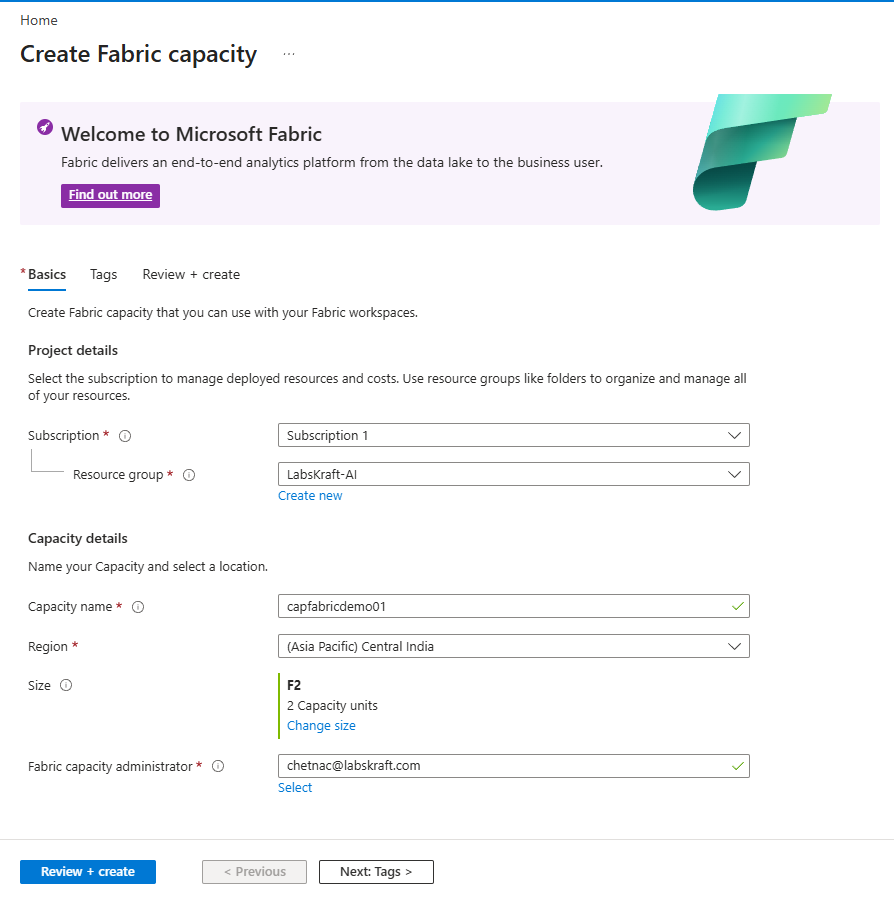 Home
Create Fabric capacity ...
Welcome to Microsoft Fabric
Fabric delivers an end-to-end analytics platform from the data lake to the business user.
Find out more
* Basics Tags Review + create
Create Fabric capacity that you can use with your Fabric workspaces.
Project details
Select the subscription to manage deployed resources and costs. Use resource groups like folders to organize and manage all
of your resources.
Subscription * Subscription 1
Resource group * LabsKraft-AI
Create new
Capacity details
Name your Capacity and select a location.
Capacity name * capfabricdemo01
Region * (Asia Pacific) Central India
Size F2
2 Capacity units
Change size
Fabric capacity administrator * chetnac@labskraft.com
Select
Review + create < Previous Next: Tags >